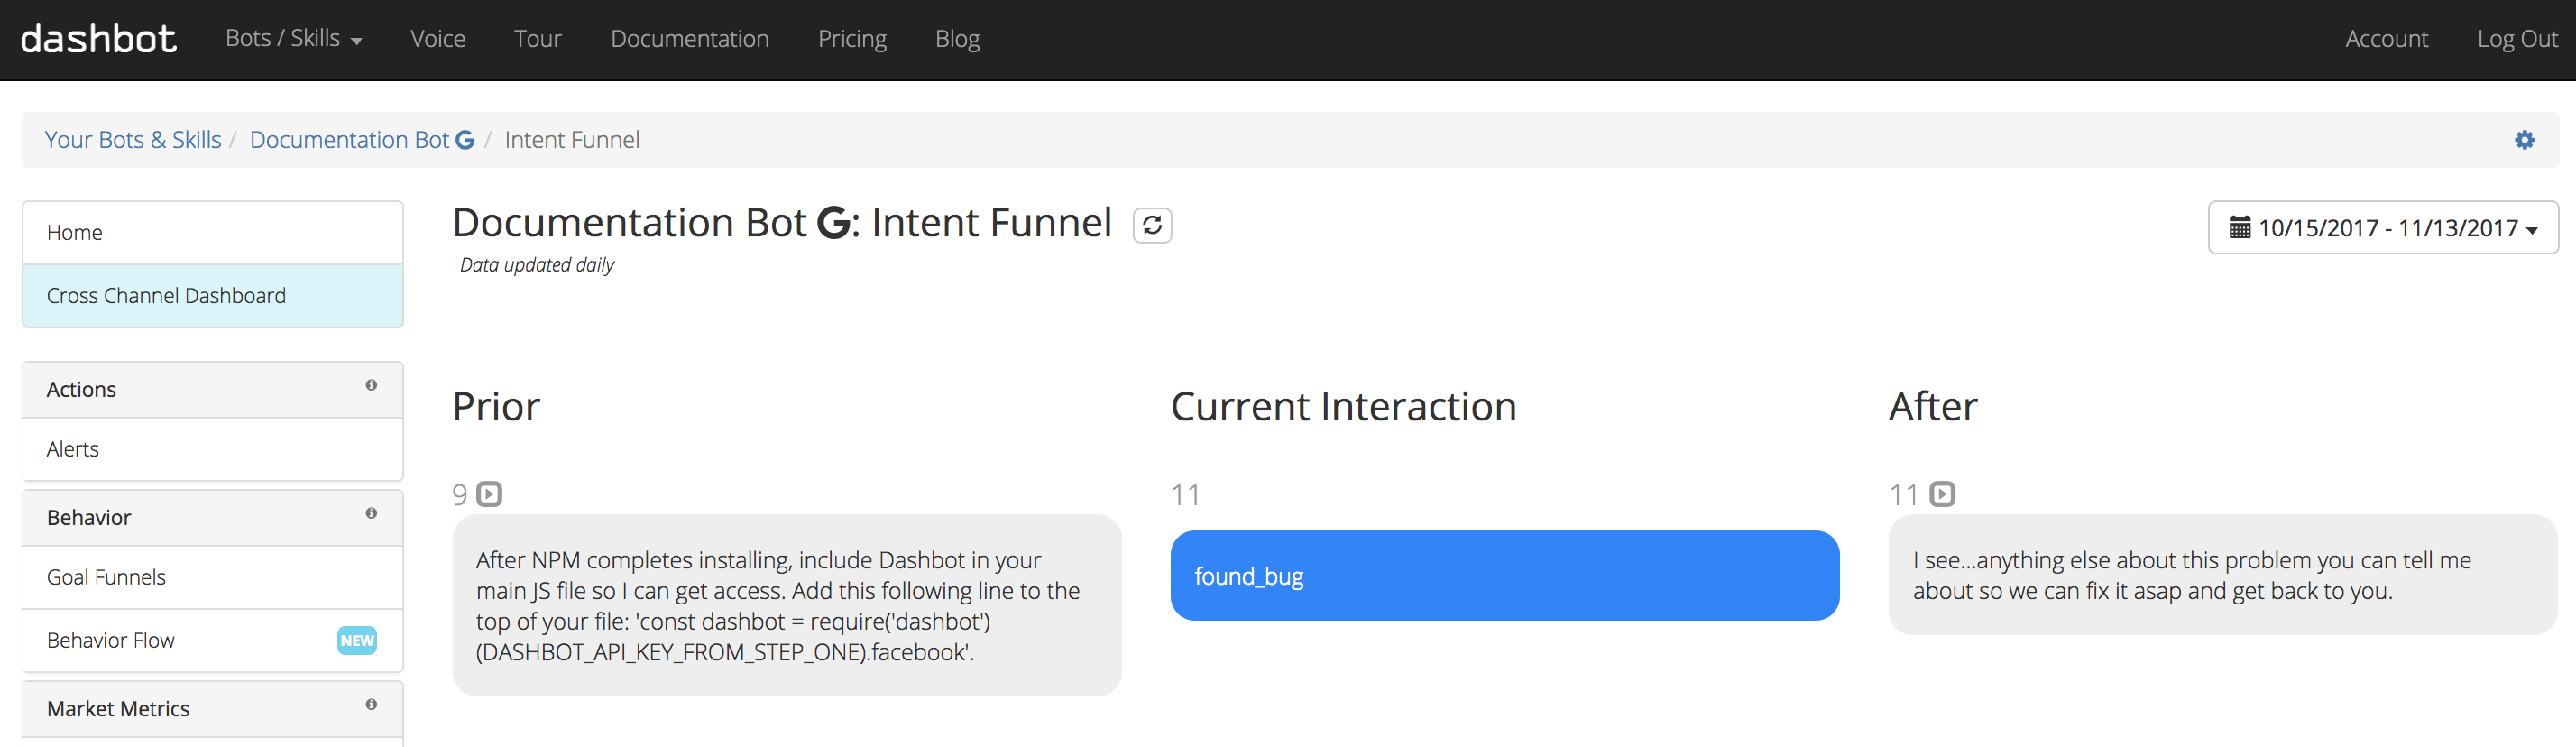 dashbot Bots / Skills Voice Tour Documentation Pricing Blog Account Log Out
Your Bots & Skills / Documentation Bot G / Intent Funnel
Home
Cross Channel Dashboard
Actions
Alerts
Behavior
Goal Funnels
Behavior Flow NEW
Market Metrics
Documentation Bot G: Intent Funnel
Data updated daily
10/15/2017 - 11/13/2017
Prior
9
After NPM completes installing, include Dashbot in your
main JS file so I can get access. Add this following line to the
top of your file: 'const dashbot = require('dashbot')
(DASHBOT_API_KEY_FROM_STEP_ONE).facebook'.
Current Interaction
11
found_bug
After
11
I see...anything else about this problem you can tell me
about so we can fix it asap and get back to you.